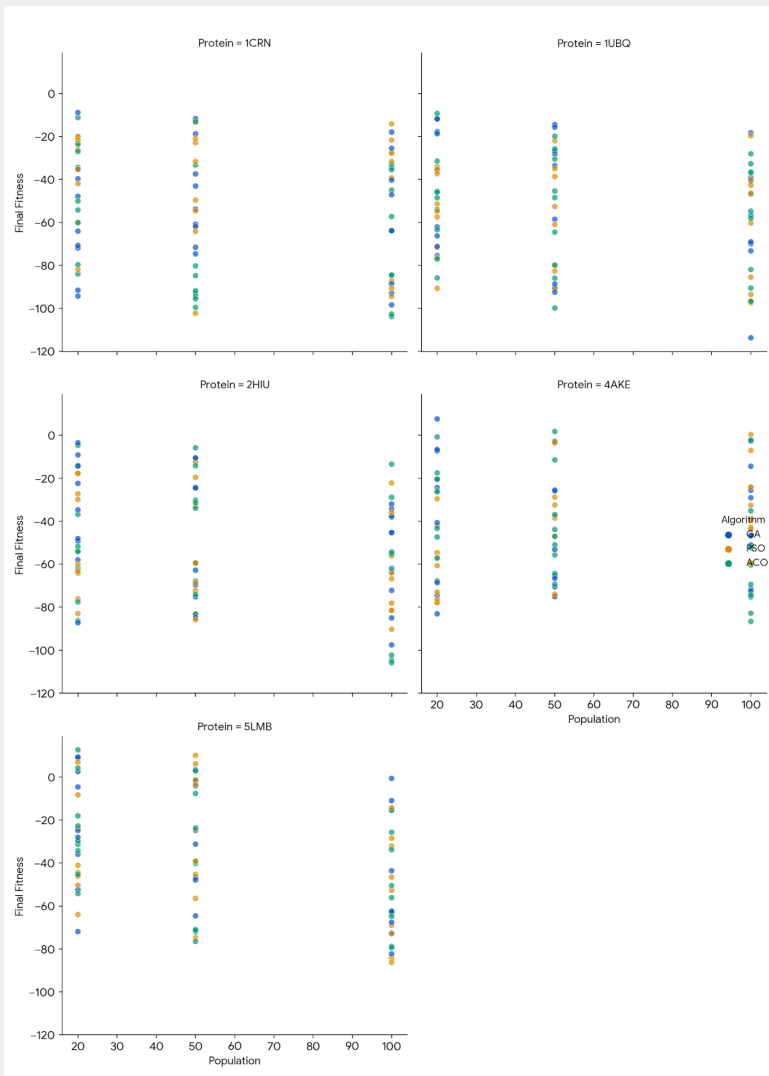 Protein = 1CRN
Protein = 1UBQ
Final Fitness
0
−20
−40
−60
−80
−100
−120
Protein = 2HIU
Protein = 4AKE
Final Fitness
0
−20
−40
−60
−80
−100
−120
20 30 40 50 60 70 80 90 100
Population
Algorithm
GA
PSO
ACO
Protein = 5LMB
Final Fitness
0
−20
−40
−60
−80
−100
−120
20 30 40 50 60 70 80 90 100
Population